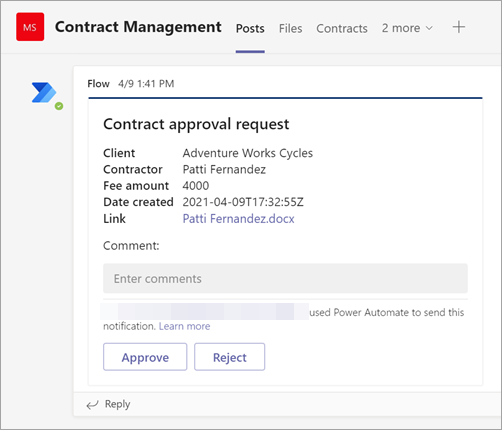 MS Contract Management Posts Files Contracts 2 more
Flow 4/9 1:41 PM
Contract approval request
Client Adventure Works Cycles
Contractor Patti Fernandez
Fee amount 4000
Date created 2021-04-09T17:32:55Z
Link Patti Fernandez.docx
Comment:
Enter comments
used Power Automate to send this
notification. Learn more
Approve Reject
Reply